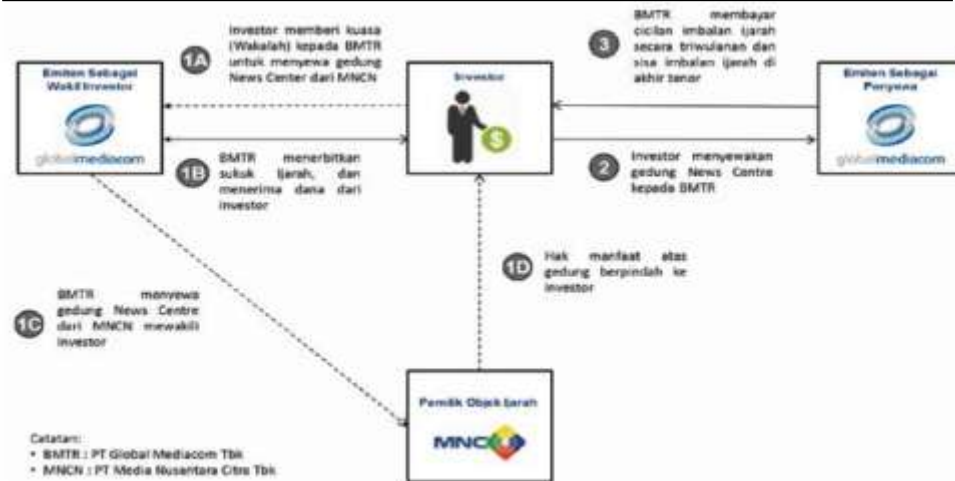 1A
Investor memberi kuasa
(Wakalah) kepada BMTR
untuk menyewa gedung
News Center dari MNCN
3
BMTR membayar
cicilan imbalan ijarah
secara triwulanan dan
sisa imbalan ijarah di
akhir tenor
Emiten Sebagai
Wakil Investor
globalmediacom
Investor
$
Emiten Sebagai
Penyewa
globalmediacom
1B
BMTR menerbitkan
sukuk ijarah, dan
menerima dana dari
investor
2
Investor menyewakan
gedung News Centre
kepada BMTR
1D
Hak manfaat atas
gedung berpindah ke
investor
1C
BMTR menyewa
gedung News Centre
dari MNCN mewakili
investor
Pemilik Objek Ijarah
MNC
Catatan:
• BMTR : PT Global Mediacom Tbk
• MNCN : PT Media Nusantara Citra Tbk